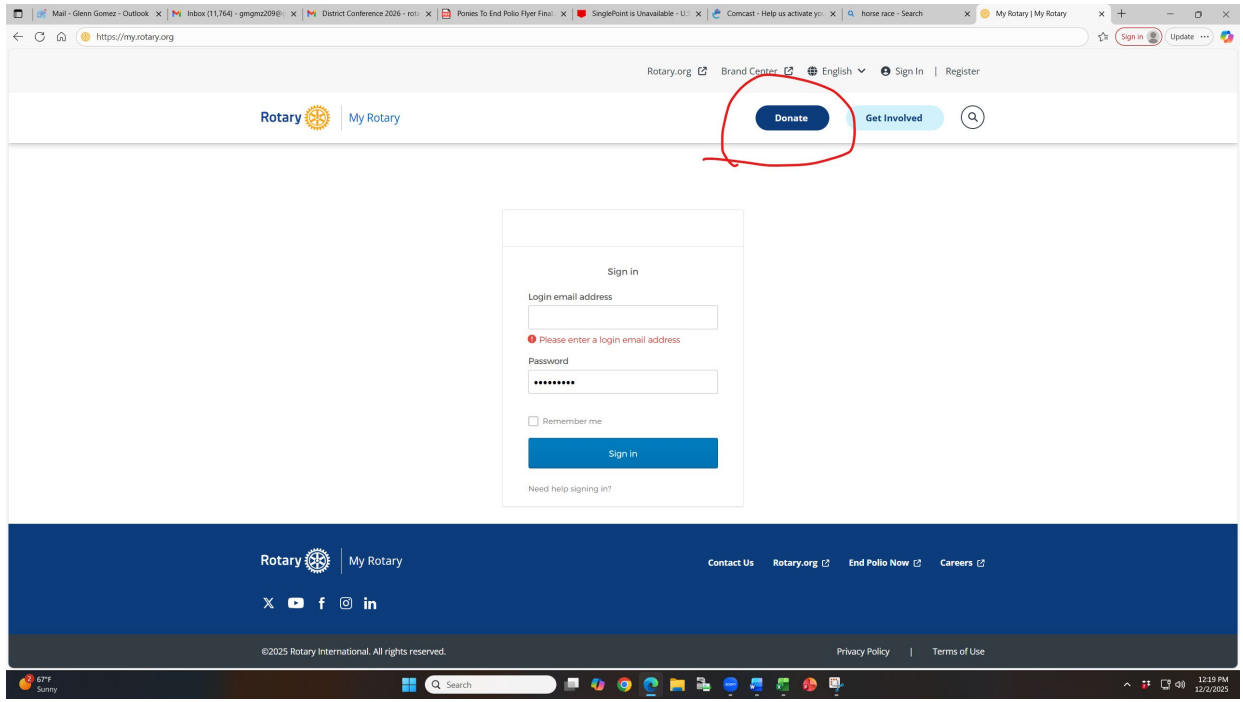 Mail - Glenn Gomez - Outlook
Inbox (11,764) - gmgmz209@
District Conference 2026 - rota
Ponies To End Polio Flyer Final.
SinglePoint is Unavailable - U.S
Comcast - Help us activate you
horse race - Search
My Rotary | My Rotary
https://my.rotary.org
Sign in
Update
Rotary.org
Brand Center
English
Sign In | Register
Rotary
My Rotary
Donate
Get Involved
Sign in
Login email address
Please enter a login email address
Password
Remember me
Sign in
Need help signing in?
Rotary
My Rotary
Contact Us
Rotary.org
End Polio Now
Careers
©2025 Rotary International. All rights reserved.
Privacy Policy | Terms of Use
2
67°F
Sunny
Search
12:19 PM
12/2/2025